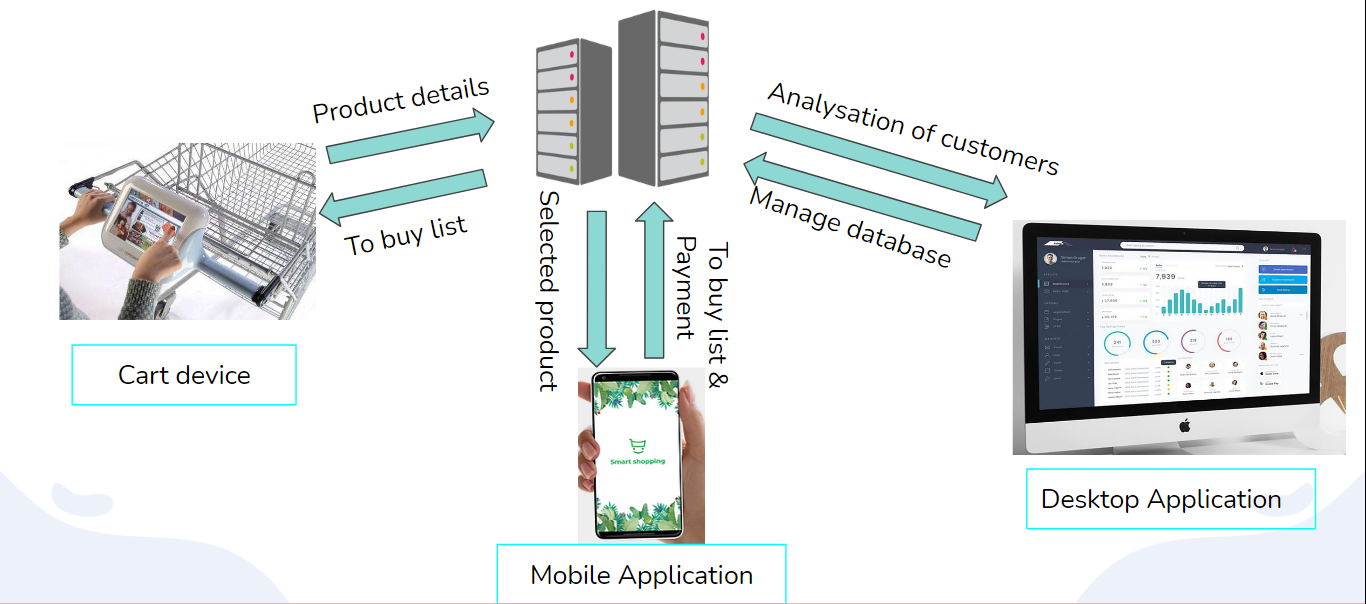 Product details
To buy list
Analysation of customers
Manage database
Selected product
To buy list &
Payment
Smart shopping
7,939
Cart device
Mobile Application
Desktop Application